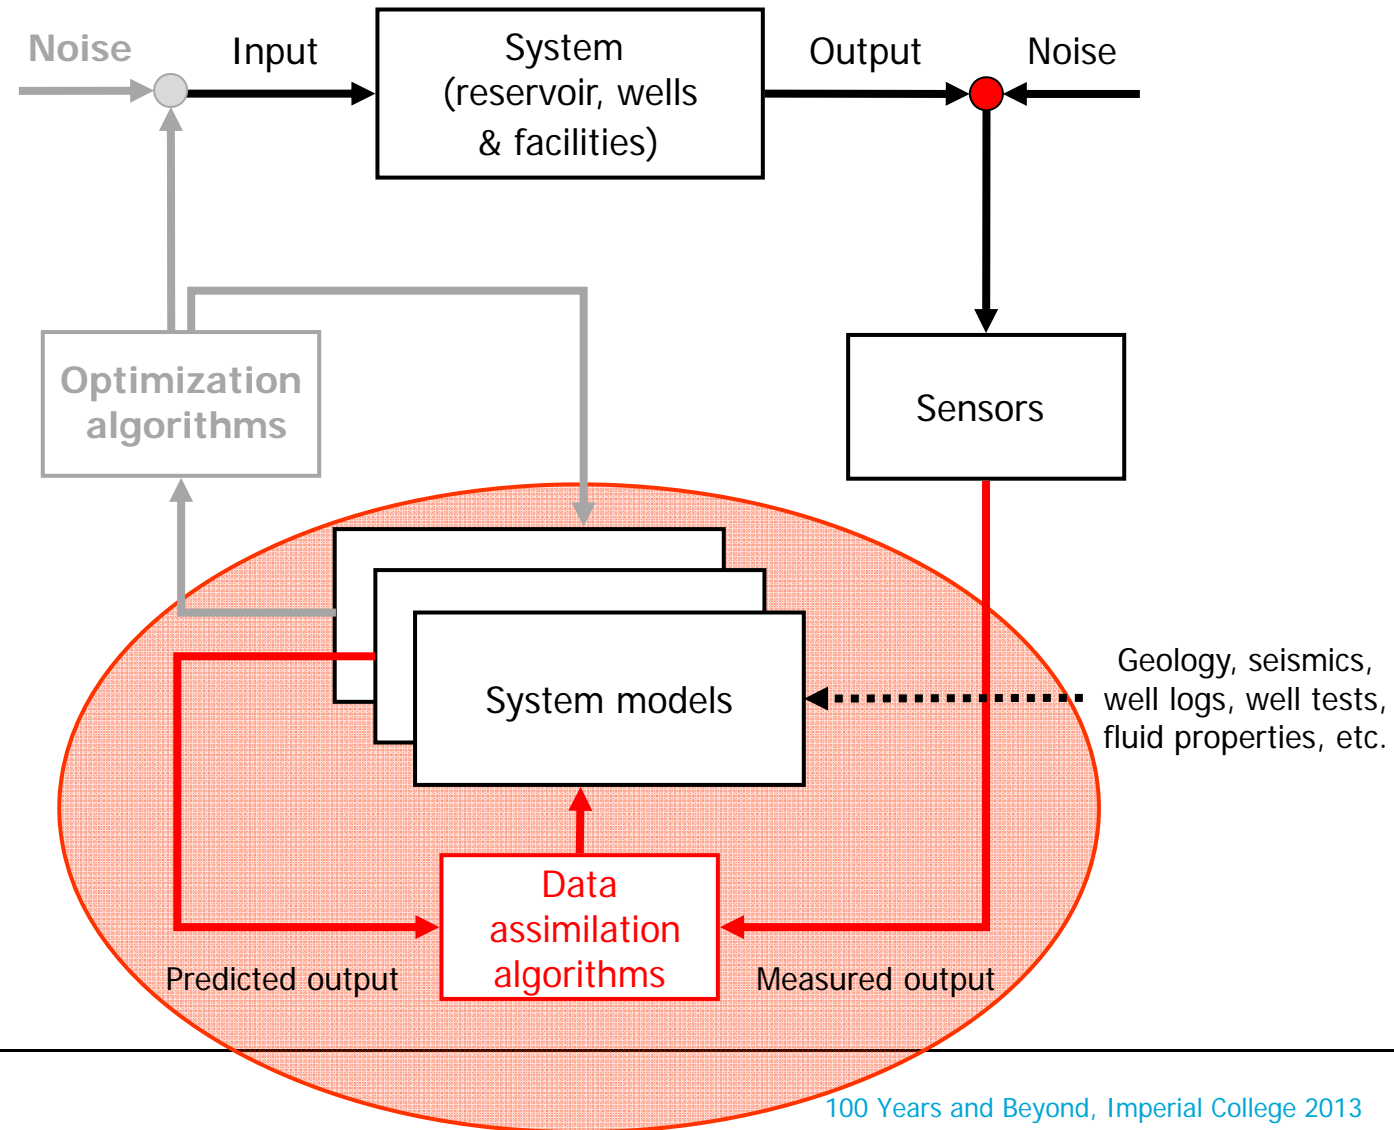 Noise
Input
System
(reservoir, wells
& facilities)
Output
Noise
Optimization
algorithms
Sensors
System models
Geology, seismics,
well logs, well tests,
fluid properties, etc.
Data
assimilation
algorithms
Predicted output
Measured output
100 Years and Beyond, Imperial College 2013